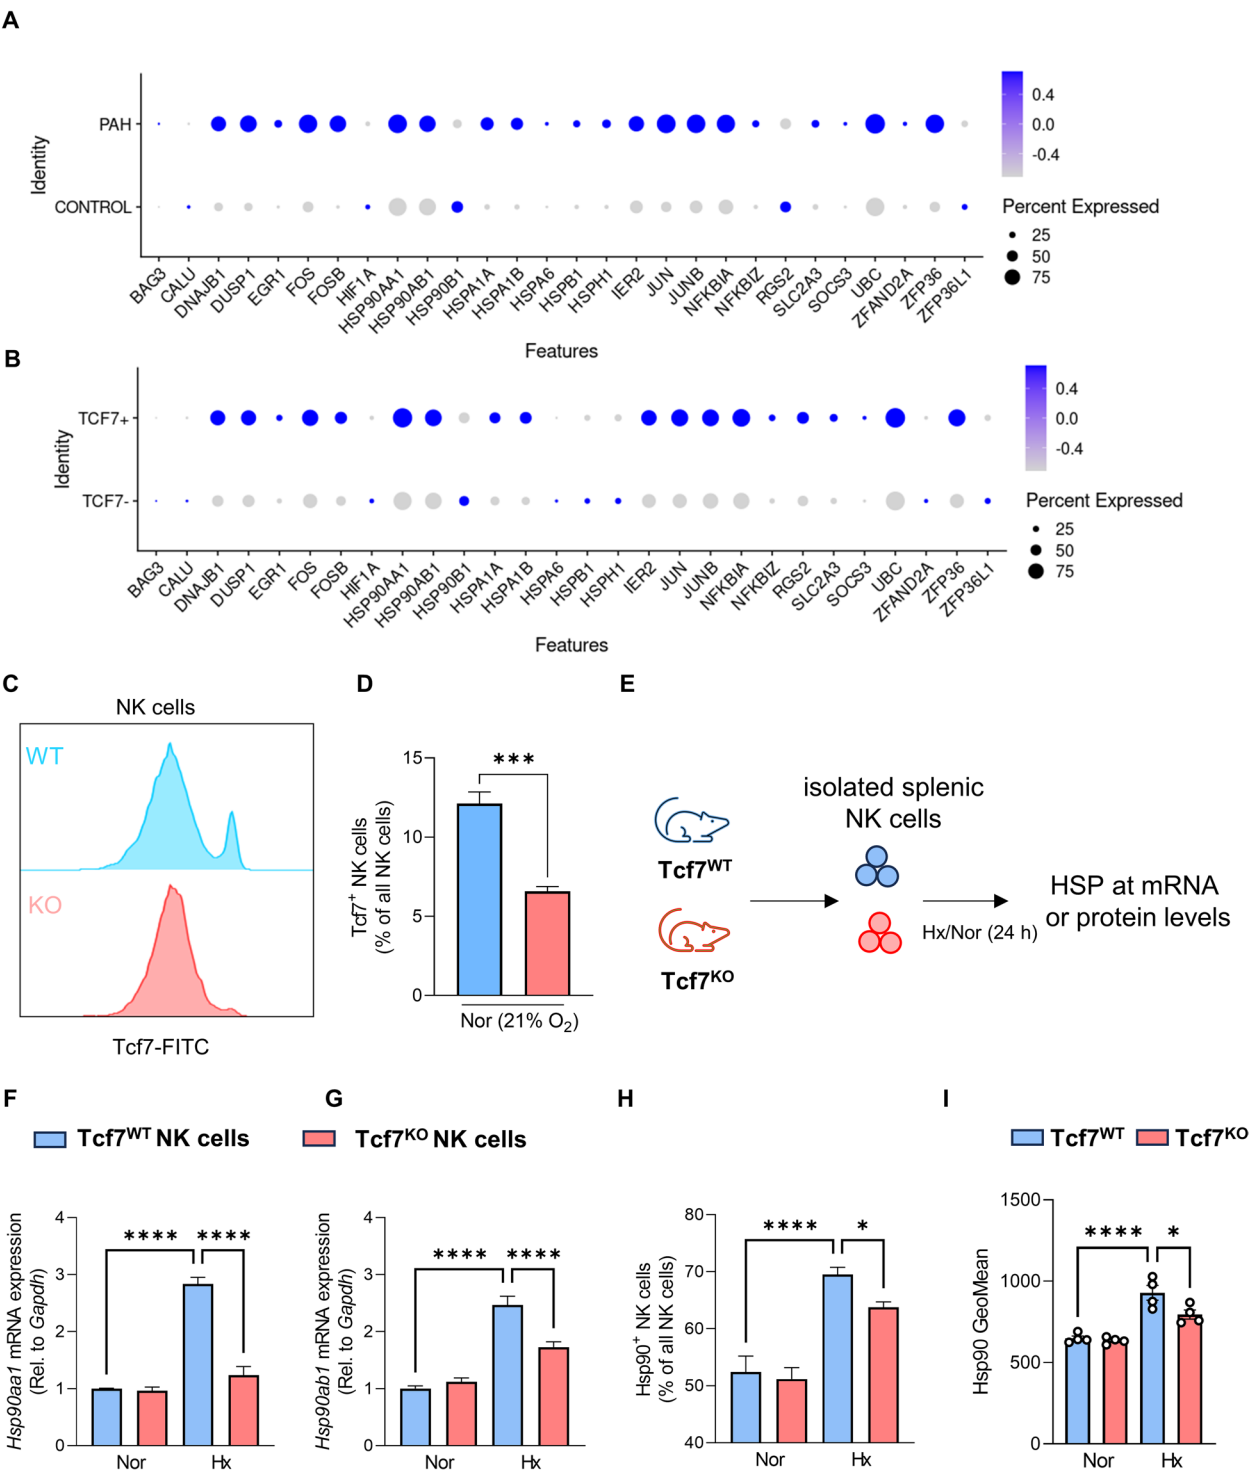 A
Identity
PAH
CONTROL
BAG3 CALU DNAJB1 DUSP1 EGR1 FOS FOSB HIF1A HSP90AA1 HSP90AB1 HSP90B1 HSPA1A HSPA1B HSPA6 HSPB1 HSPH1 IER2 JUN JUNB NFKBIA NFKBIZ RGS2 SLC2A3 SOCS3 UBC ZFAND2A ZFP36 ZFP36L1
Features
0.4
0.0
-0.4
Percent Expressed
25
50
75
B
Identity
TCF7+
TCF7-
BAG3 CALU DNAJB1 DUSP1 EGR1 FOS FOSB HIF1A HSP90AA1 HSP90AB1 HSP90B1 HSPA1A HSPA1B HSPA6 HSPB1 HSPH1 IER2 JUN JUNB NFKBIA NFKBIZ RGS2 SLC2A3 SOCS3 UBC ZFAND2A ZFP36 ZFP36L1
Features
0.4
0.0
-0.4
Percent Expressed
25
50
75
C
NK cells
WT
KO
Tcf7-FITC
D
Tcf7⁺ NK cells
(% of all NK cells)
15
10
5
0
***
Nor (21% O₂)
E
Tcf7ᵂᵀ
Tcf7ᴷᴼ
isolated splenic
NK cells
Hx/Nor (24 h)
HSP at mRNA
or protein levels
F
G
Tcf7ᵂᵀ NK cells
Tcf7ᴷᴼ NK cells
Hsp90aa1 mRNA expression
(Rel. to Gapdh)
4
3
2
1
0
**** ****
Nor Hx
Hsp90ab1 mRNA expression
(Rel. to Gapdh)
4
3
2
1
0
**** ****
Nor Hx
H
Hsp90⁺ NK cells
(% of all NK cells)
80
70
60
50
40
**** *
Nor Hx
I
Tcf7ᵂᵀ Tcf7ᴷᴼ
Hsp90 GeoMean
1500
1000
500
0
**** *
Nor Hx